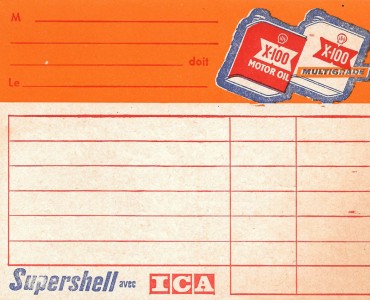 M
doit
Le
X-100
MOTOR OIL
X-100
MULTIGRADE
Supershell avec ICA